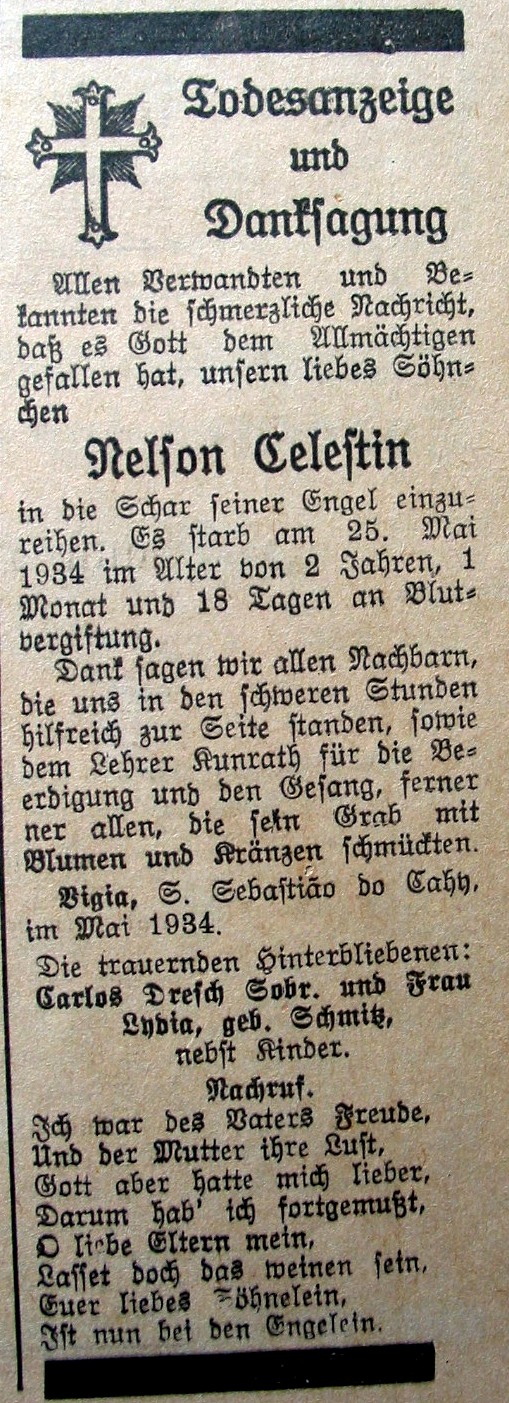 Todesanzeige
und
Danksagung
Allen Verwandten und Be-
kannten die schmerzliche Nachricht,
daß es Gott dem Allmächtigen
gefallen hat, unsern liebes Söhn-
chen
Nelson Celestin
in die Schar seiner Engel einzu-
reihen. Es starb am 25. Mai
1934 im Alter von 2 Jahren, 1
Monat und 18 Tagen an Blut-
vergiftung.
Dank sagen wir allen Nachbarn,
die uns in den schweren Stunden
hilfreich zur Seite standen, sowie
dem Lehrer Kunrath für die Be-
erdigung und den Gesang, ferner
ner allen, die sein Grab mit
Blumen und Kränzen schmückten.
Vigia, S. Sebastião do Cahy,
im Mai 1934.
Die trauernden Hinterbliebenen:
Carlos Dresch Sobr. und Frau
Lydia, geb. Schmitz,
nebst Kinder.
Nachruf.
Ich war des Vaters Freude,
Und der Mutter ihre Lust,
Gott aber hatte mich lieber,
Darum hab' ich fortgemußt,
O liebe Eltern mein,
Lasset doch das weinen sein,
Euer liebes Söhnelein,
Ist nun bei den Engelein.